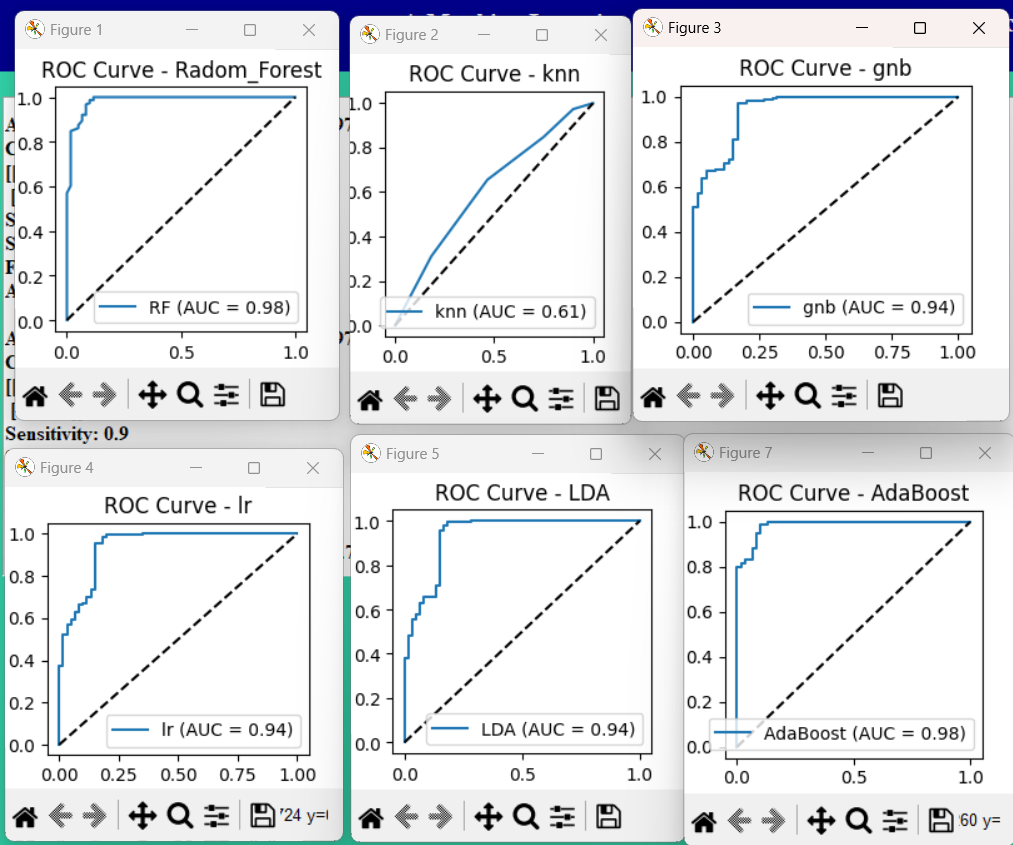 Figure 1
ROC Curve - Radom_Forest
1.0
0.8
0.6
0.4
0.2
0.0
RF (AUC = 0.98)
0.0 0.5 1.0
Figure 2
ROC Curve - knn
1.0
0.8
0.6
0.4
0.2
0.0
knn (AUC = 0.61)
0.0 0.5 1.0
Figure 3
ROC Curve - gnb
1.0
0.8
0.6
0.4
0.2
0.0
gnb (AUC = 0.94)
0.00 0.25 0.50 0.75 1.00
Sensitivity: 0.9
Figure 4
ROC Curve - lr
1.0
0.8
0.6
0.4
0.2
0.0
lr (AUC = 0.94)
0.00 0.25 0.50 0.75 1.00
Figure 5
ROC Curve - LDA
1.0
0.8
0.6
0.4
0.2
0.0
LDA (AUC = 0.94)
0.0 0.5 1.0
Figure 7
ROC Curve - AdaBoost
1.0
0.8
0.6
0.4
0.2
0.0
AdaBoost (AUC = 0.98)
0.0 0.5 1.0